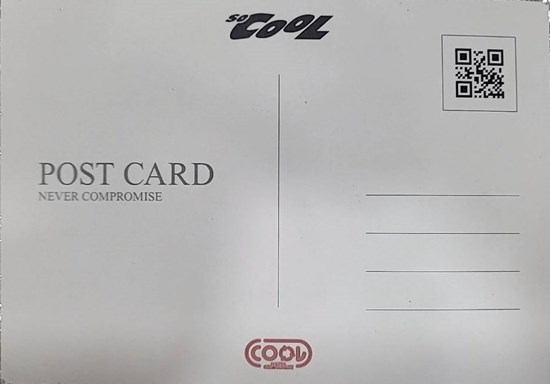 SO COOL
POST CARD
NEVER COMPROMISE
COOL